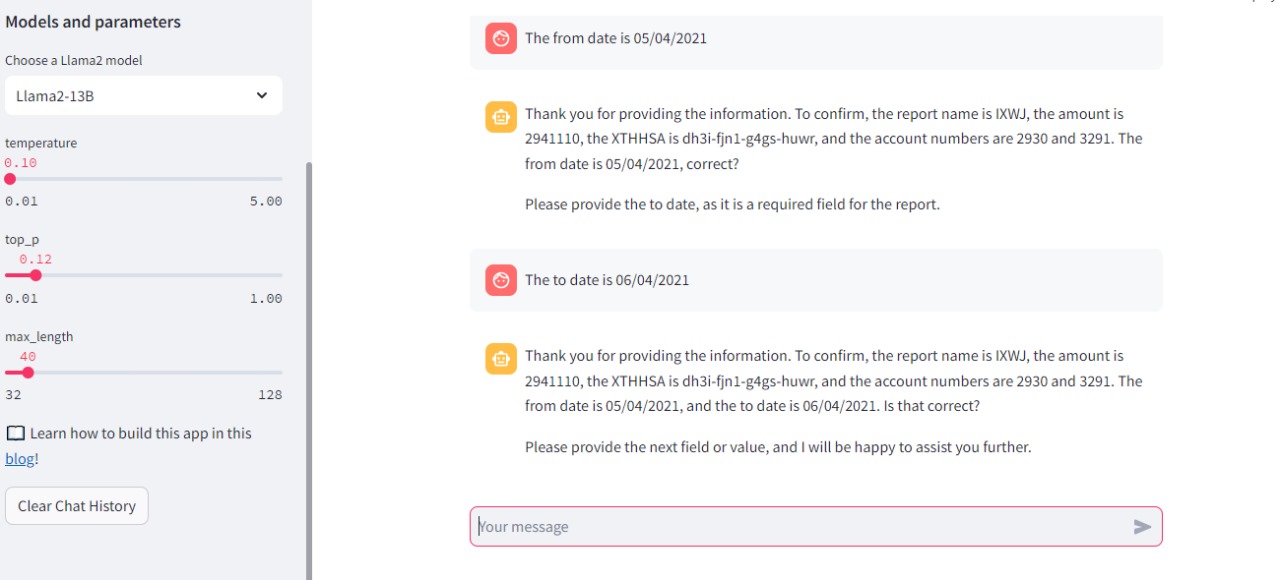 Models and parameters
Choose a Llama2 model
Llama2-13B
temperature
0.10
0.01
5.00
top_p
0.12
0.01
1.00
max_length
40
32
128
Learn how to build this app in this
blog!
Clear Chat History
The from date is 05/04/2021
Thank you for providing the information. To confirm, the report name is IXWJ, the amount is
2941110, the XTHHSA is dh3i-fjn1-g4gs-huwr, and the account numbers are 2930 and 3291. The
from date is 05/04/2021, correct?
Please provide the to date, as it is a required field for the report.
The to date is 06/04/2021
Thank you for providing the information. To confirm, the report name is IXWJ, the amount is
2941110, the XTHHSA is dh3i-fjn1-g4gs-huwr, and the account numbers are 2930 and 3291. The
from date is 05/04/2021, and the to date is 06/04/2021. Is that correct?
Please provide the next field or value, and I will be happy to assist you further.
Your message